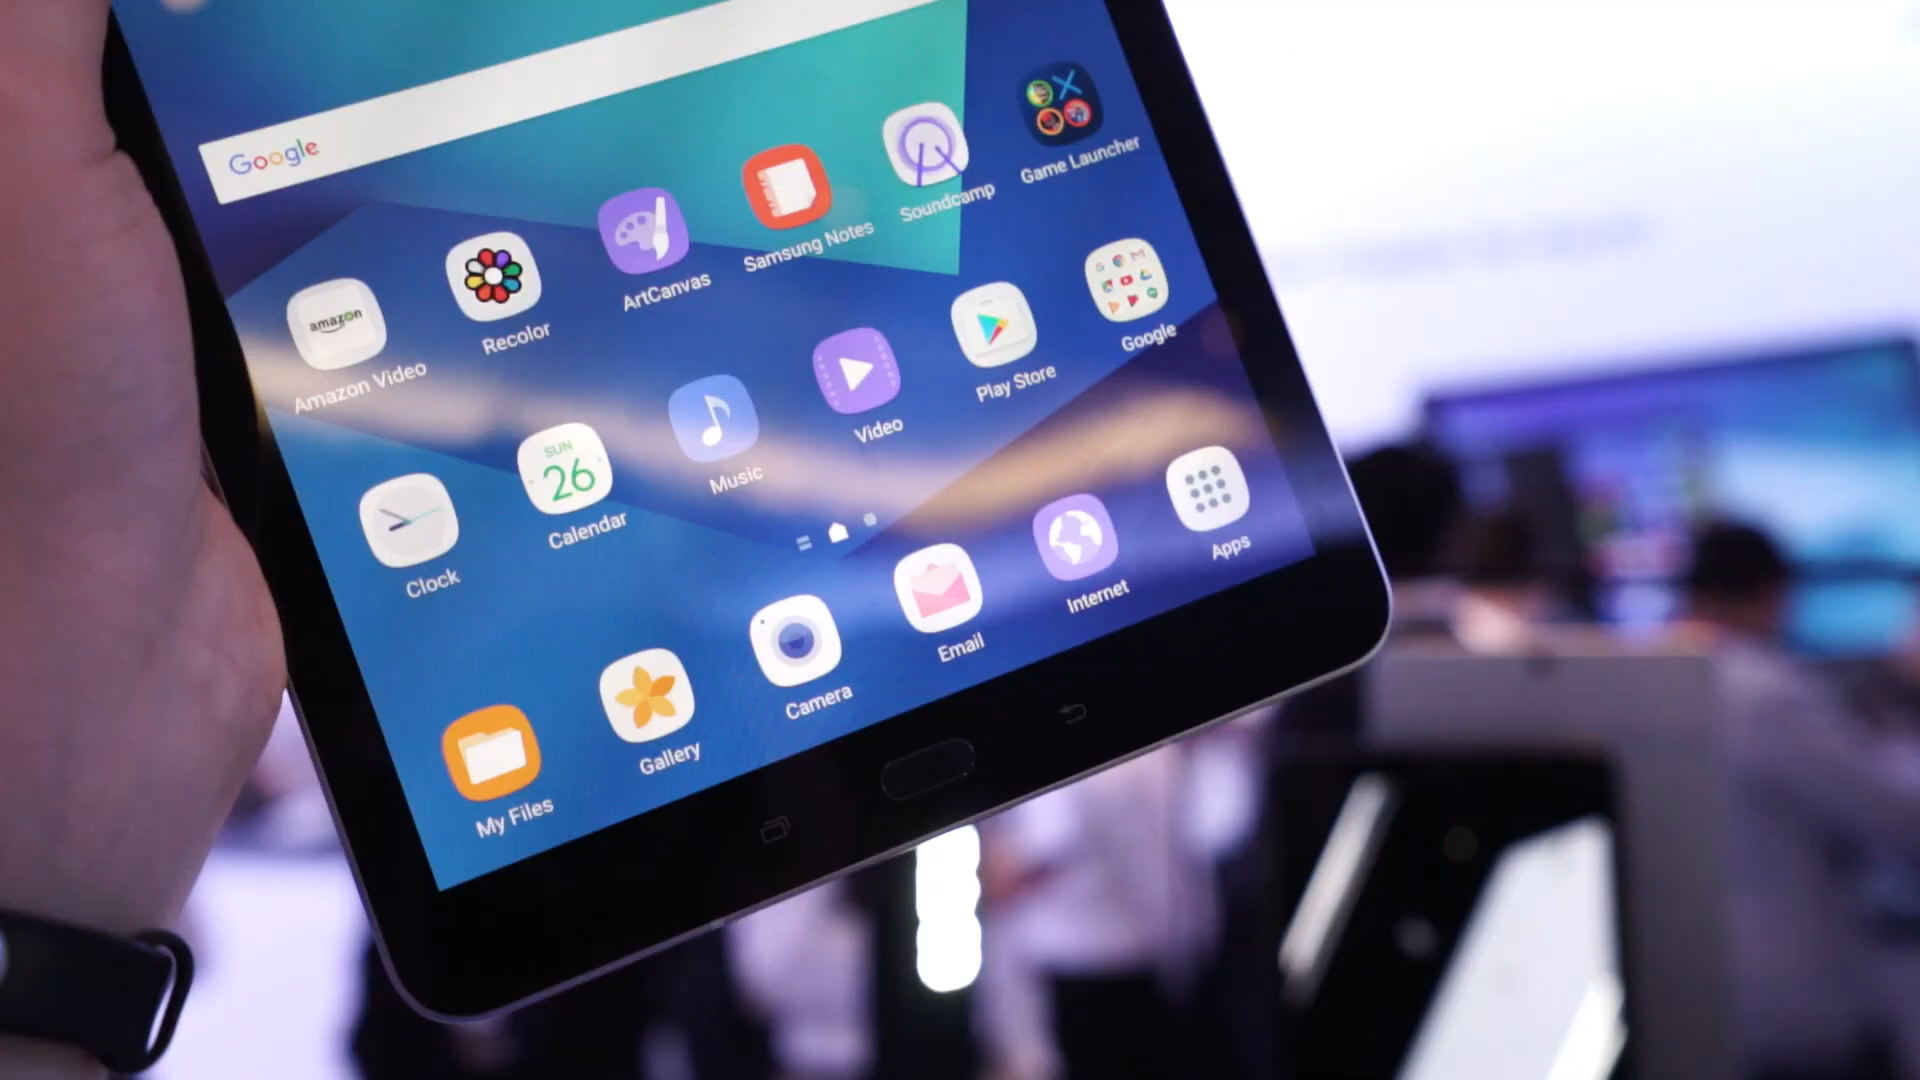 Google
amazon
Amazon Video
Recolor
ArtCanvas
Samsung Notes
Soundcamp
Game Launcher
Clock
SUN
26
Calendar
Music
Video
Play Store
Google
My Files
Gallery
Camera
Email
Internet
Apps